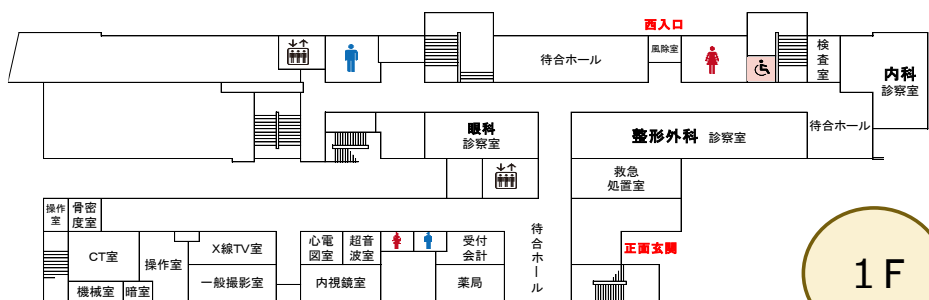 西入口
待合ホール
風除室
検査室
内科
診察室
眼科
診察室
整形外科 診察室
待合ホール
救急
処置室
操作
室
骨密
度室
CT室
操作室
X線TV室
一般撮影室
機械室
暗室
心電
図室
超音
波室
内視鏡室
受付
会計
薬局
待合ホール
正面玄関
1F